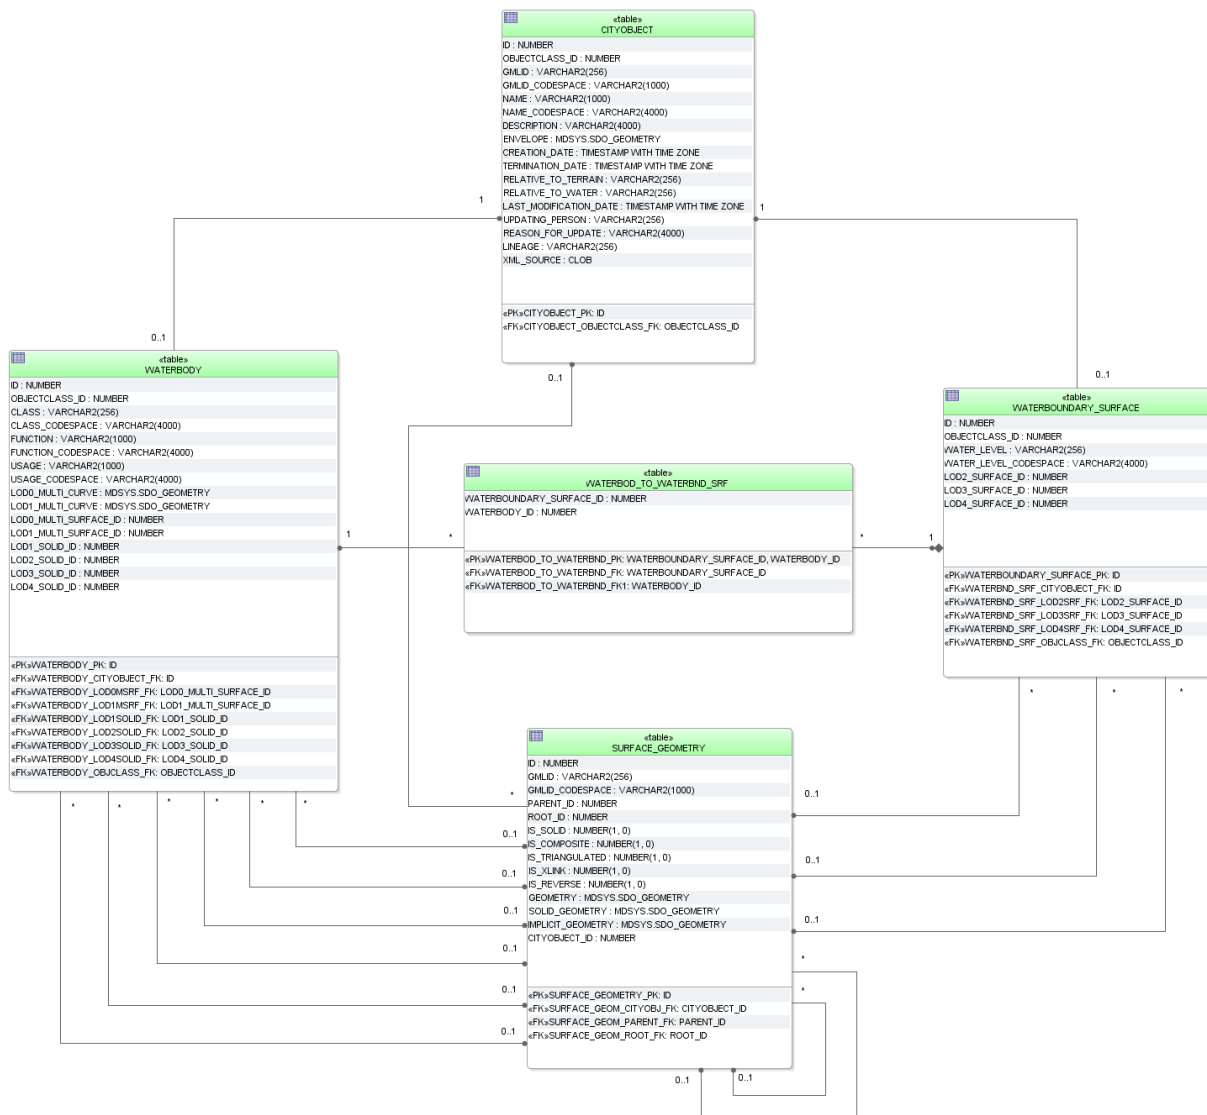 «table»
CITYOBJECT
ID : NUMBER
OBJECTCLASS_ID : NUMBER
GMLID : VARCHAR2(256)
GMLID_CODESPACE : VARCHAR2(1000)
NAME : VARCHAR2(1000)
NAME_CODESPACE : VARCHAR2(4000)
DESCRIPTION : VARCHAR2(4000)
ENVELOPE : MDSYS.SDO_GEOMETRY
CREATION_DATE : TIMESTAMP WITH TIME ZONE
TERMINATION_DATE : TIMESTAMP WITH TIME ZONE
RELATIVE_TO_TERRAIN : VARCHAR2(256)
RELATIVE_TO_WATER : VARCHAR2(256)
LAST_MODIFICATION_DATE : TIMESTAMP WITH TIME ZONE
UPDATING_PERSON : VARCHAR2(256)
REASON_FOR_UPDATE : VARCHAR2(4000)
LINEAGE : VARCHAR2(256)
XML_SOURCE : CLOB
«PK»CITYOBJECT_PK: ID
«FK»CITYOBJECT_OBJECTCLASS_FK: OBJECTCLASS_ID
1
1
0..1
0..1
0..1
«table»
WATERBODY
ID : NUMBER
OBJECTCLASS_ID : NUMBER
CLASS : VARCHAR2(256)
CLASS_CODESPACE : VARCHAR2(4000)
FUNCTION : VARCHAR2(1000)
FUNCTION_CODESPACE : VARCHAR2(4000)
USAGE : VARCHAR2(1000)
USAGE_CODESPACE : VARCHAR2(4000)
LOD0_MULTI_CURVE : MDSYS.SDO_GEOMETRY
LOD1_MULTI_CURVE : MDSYS.SDO_GEOMETRY
LOD0_MULTI_SURFACE_ID : NUMBER
LOD1_MULTI_SURFACE_ID : NUMBER
LOD1_SOLID_ID : NUMBER
LOD2_SOLID_ID : NUMBER
LOD3_SOLID_ID : NUMBER
LOD4_SOLID_ID : NUMBER
«PK»WATERBODY_PK: ID
«FK»WATERBODY_CITYOBJECT_FK: ID
«FK»WATERBODY_LOD0MSRF_FK: LOD0_MULTI_SURFACE_ID
«FK»WATERBODY_LOD1MSRF_FK: LOD1_MULTI_SURFACE_ID
«FK»WATERBODY_LOD1SOLID_FK: LOD1_SOLID_ID
«FK»WATERBODY_LOD2SOLID_FK: LOD2_SOLID_ID
«FK»WATERBODY_LOD3SOLID_FK: LOD3_SOLID_ID
«FK»WATERBODY_LOD4SOLID_FK: LOD4_SOLID_ID
«FK»WATERBODY_OBJCLASS_FK: OBJECTCLASS_ID
1
*
«table»
WATERBOD_TO_WATERBND_SRF
WATERBOUNDARY_SURFACE_ID : NUMBER
WATERBODY_ID : NUMBER
«PK»WATERBOD_TO_WATERBND_PK: WATERBOUNDARY_SURFACE_ID, WATERBODY_ID
«FK»WATERBOD_TO_WATERBND_FK: WATERBOUNDARY_SURFACE_ID
«FK»WATERBOD_TO_WATERBND_FK1: WATERBODY_ID
*
1
«table»
WATERBOUNDARY_SURFACE
ID : NUMBER
OBJECTCLASS_ID : NUMBER
WATER_LEVEL : VARCHAR2(256)
WATER_LEVEL_CODESPACE : VARCHAR2(4000)
LOD2_SURFACE_ID : NUMBER
LOD3_SURFACE_ID : NUMBER
LOD4_SURFACE_ID : NUMBER
«PK»WATERBOUNDARY_SURFACE_PK: ID
«FK»WATERBND_SRF_CITYOBJECT_FK: ID
«FK»WATERBND_SRF_LOD2SRF_FK: LOD2_SURFACE_ID
«FK»WATERBND_SRF_LOD3SRF_FK: LOD3_SURFACE_ID
«FK»WATERBND_SRF_LOD4SRF_FK: LOD4_SURFACE_ID
«FK»WATERBND_SRF_OBJCLASS_FK: OBJECTCLASS_ID
* * *
* * * * * *
*
0..1
0..1
0..1
0..1
0..1
0..1
«table»
SURFACE_GEOMETRY
ID : NUMBER
GMLID : VARCHAR2(256)
GMLID_CODESPACE : VARCHAR2(1000)
PARENT_ID : NUMBER
ROOT_ID : NUMBER
IS_SOLID : NUMBER(1, 0)
IS_COMPOSITE : NUMBER(1, 0)
IS_TRIANGULATED : NUMBER(1, 0)
IS_XLINK : NUMBER(1, 0)
IS_REVERSE : NUMBER(1, 0)
GEOMETRY : MDSYS.SDO_GEOMETRY
SOLID_GEOMETRY : MDSYS.SDO_GEOMETRY
IMPLICIT_GEOMETRY : MDSYS.SDO_GEOMETRY
CITYOBJECT_ID : NUMBER
«PK»SURFACE_GEOMETRY_PK: ID
«FK»SURFACE_GEOM_CITYOBJ_FK: CITYOBJECT_ID
«FK»SURFACE_GEOM_PARENT_FK: PARENT_ID
«FK»SURFACE_GEOM_ROOT_FK: ROOT_ID
0..1
0..1
0..1
*
*
0..1
0..1